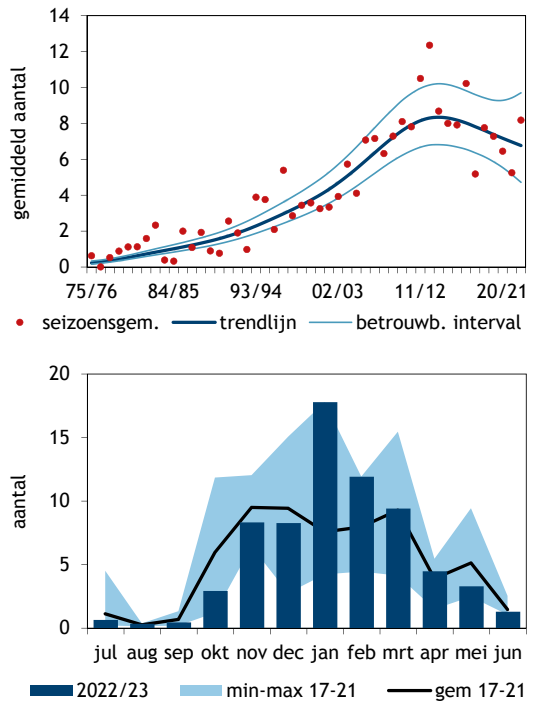 14
12
10
8
6
4
2
0
gemiddeld aantal
75/76 84/85 93/94 02/03 11/12 20/21
seizoensgem. trendlijn betrouwb. interval
20
15
10
5
0
aantal
jul aug sep okt nov dec jan feb mrt apr mei jun
2022/23 min-max 17-21 gem 17-21